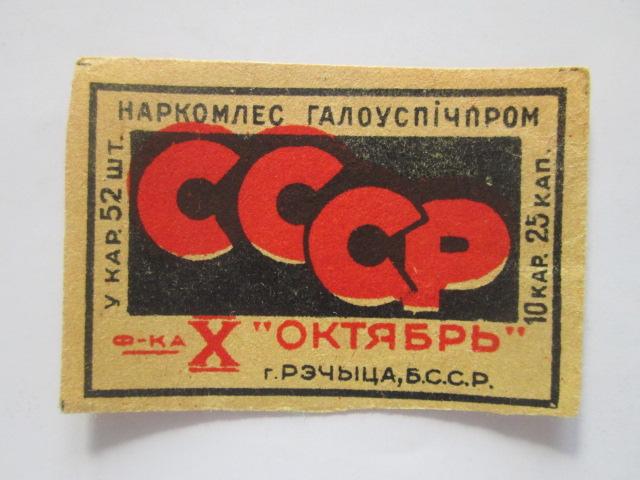 НАРКОМЛЕС ГАЛОУСПІЧПРОМ
У КАР. 52 ШТ.
СССР
10 КАР. 25 КАП.
Ф-КА X "ОКТЯБРЬ"
г. РЭЧЫЦА, Б.С.С.Р.